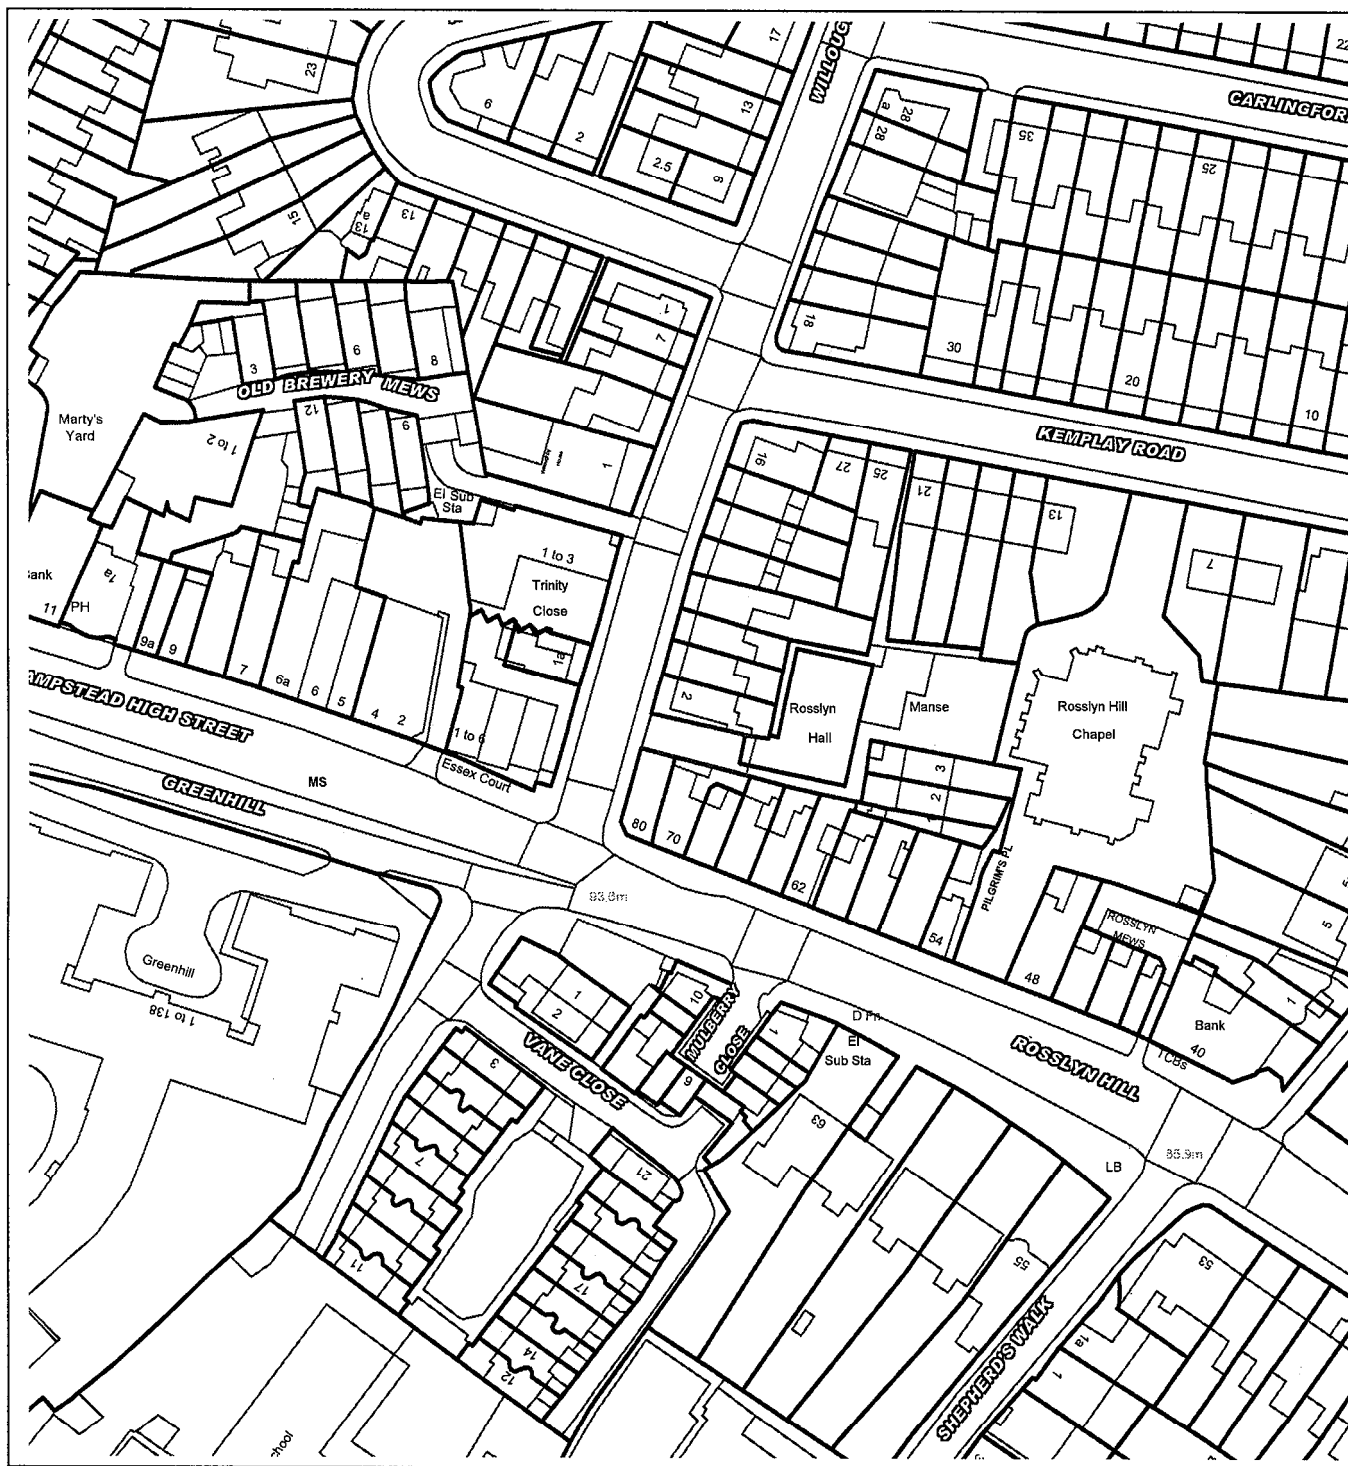 23
6
2
17
13
2.5
9
WILLOUG
22
CARLINGFOR
28
a
28
35
25
15
13
a
13
1
7
18
30
20
10
3
6
8
OLD BREWERY MEWS
12
9
Marty's
Yard
1 to 2
El Sub
Sta
1
KEMPLAY ROAD
16
27
25
21
13
7
1 to 3
Trinity
Close
1a
ank
11
PH
1a
9a
9
7
6a
6
5
4
2
1 to 6
Essex Court
2
Rosslyn
Hall
Manse
Rosslyn Hill
Chapel
3
2
1
AMPSTEAD HIGH STREET
GREENHILL
MS
80
70
62
54
48
PILGRIM'S PL
ROSSLYN
MEWS
5
5
1
93.6m
Greenhill
1 to 138
1
2
10
MULBERRY
CLOSE
1
9
VANE CLOSE
D Fn
El
Sub Sta
ROSSLYN HILL
Bank
40
TCBs
3
7
11
21
17
14
12
63
55
LB
85.9m
53
1a
1
SHEPHERD'S WALK
chool